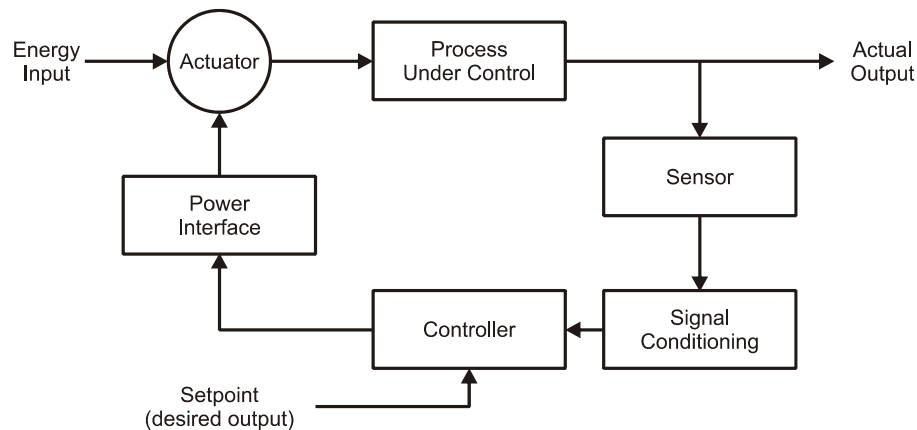 Energy
Input
Actuator
Process
Under Control
Actual
Output
Sensor
Power
Interface
Controller
Signal
Conditioning
Setpoint
(desired output)